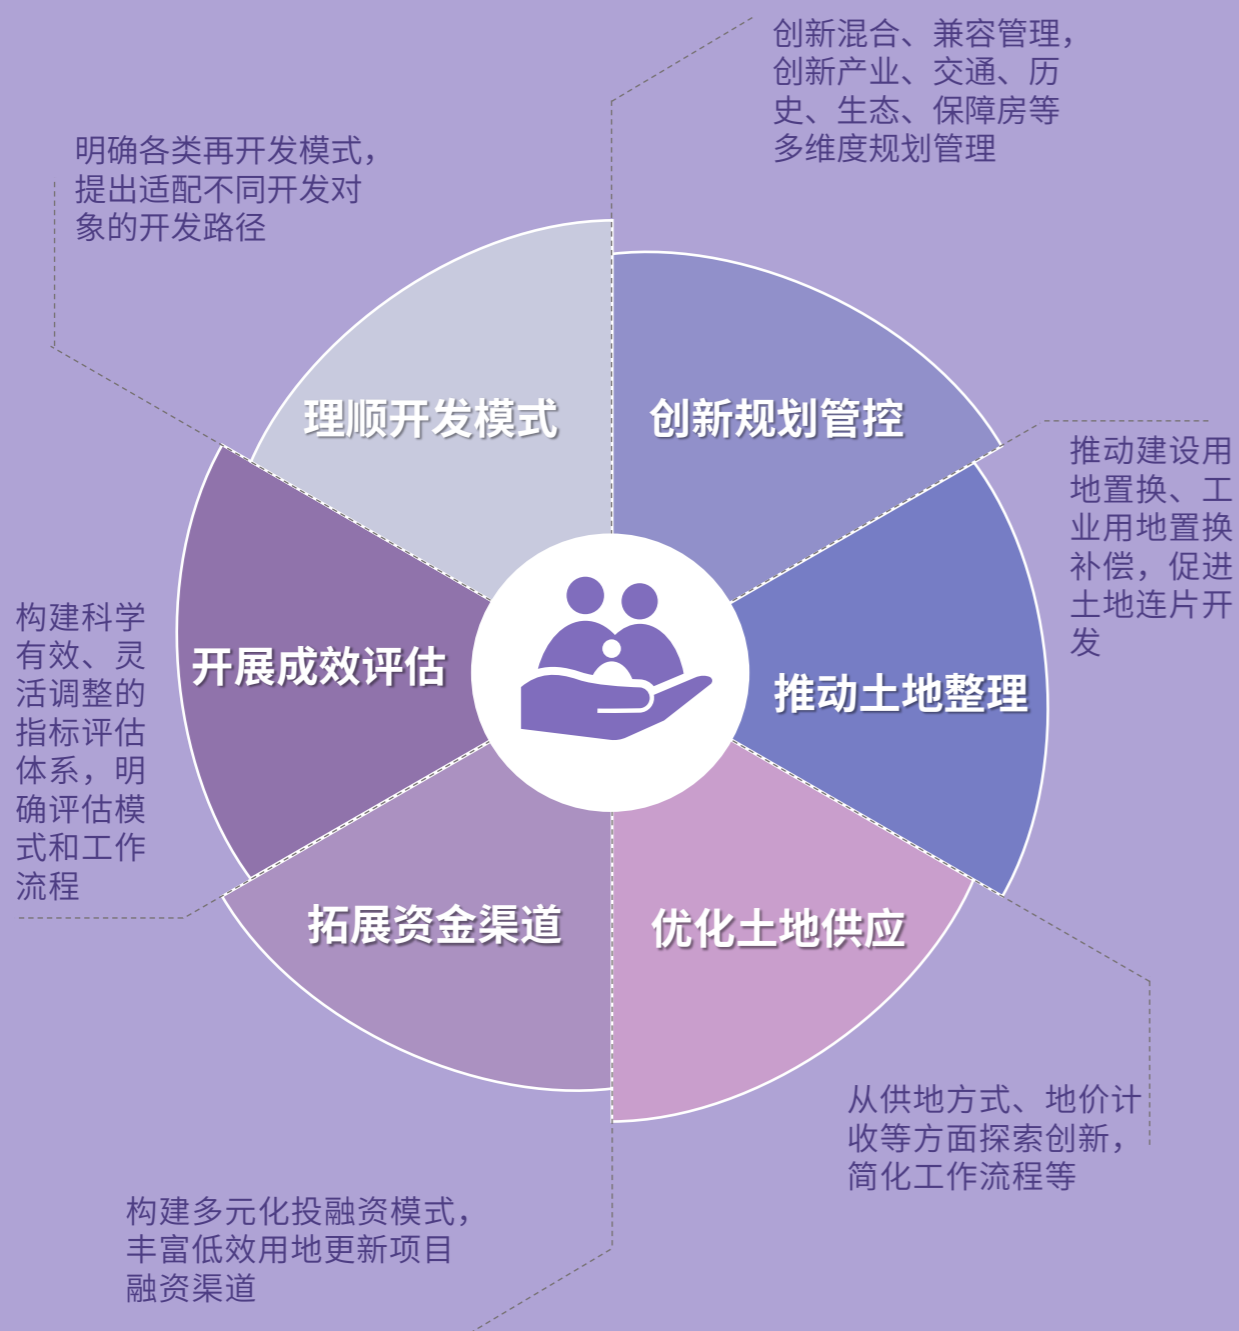 创新混合、兼容管理，
创新产业、交通、历
史、生态、保障房等
多维度规划管理
明确各类再开发模式，
提出适配不同开发对
象的开发路径
理顺开发模式
创新规划管控
推动建设用
地置换、工
业用地置换
补偿，促进
土地连片开
发
构建科学
有效、灵
活调整的
指标评估
体系，明
确评估模
式和工作
流程
开展成效评估
推动土地整理
拓展资金渠道
优化土地供应
从供地方式、地价计
收等方面探索创新，
简化工作流程等
构建多元化投融资模式，
丰富低效用地更新项目
融资渠道